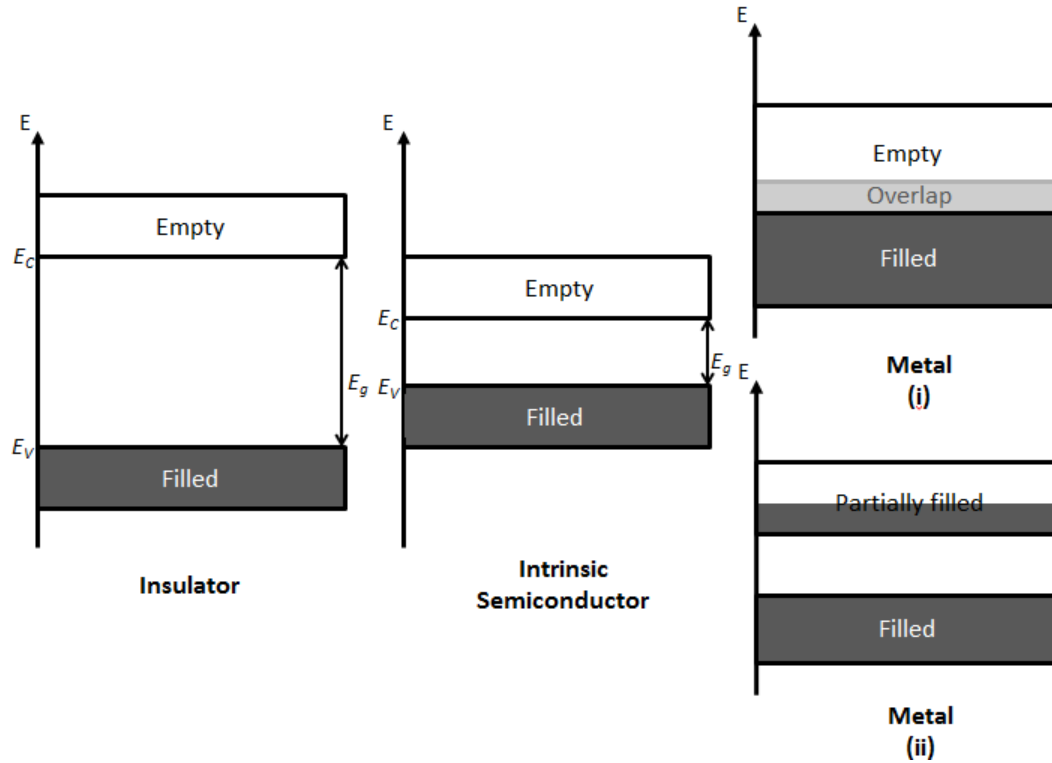 E
Empty
E_C
E_g
E_V
Filled
Insulator
E
Empty
E_C
E_g
E_V
Filled
Intrinsic
Semiconductor
E
Empty
Overlap
Filled
Metal
(i)
E
Partially filled
Filled
Metal
(ii)